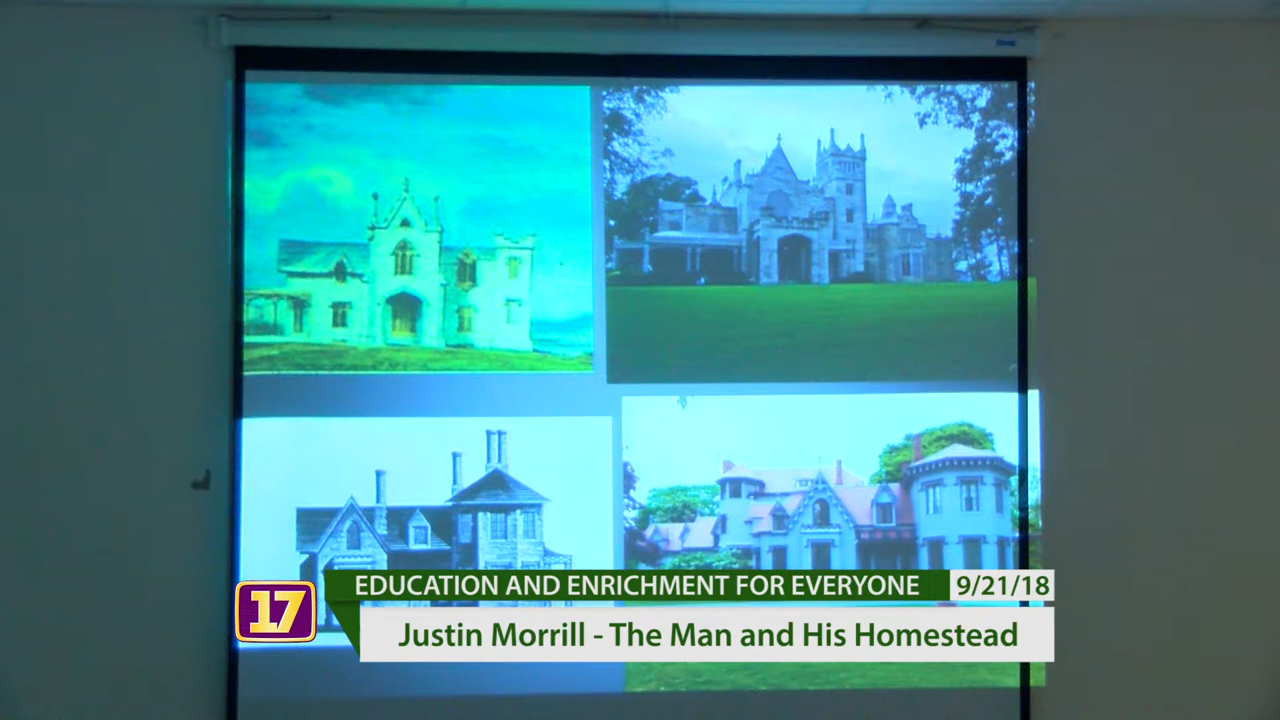 EDUCATION AND ENRICHMENT FOR EVERYONE 9/21/18
17
Justin Morrill - The Man and His Homestead